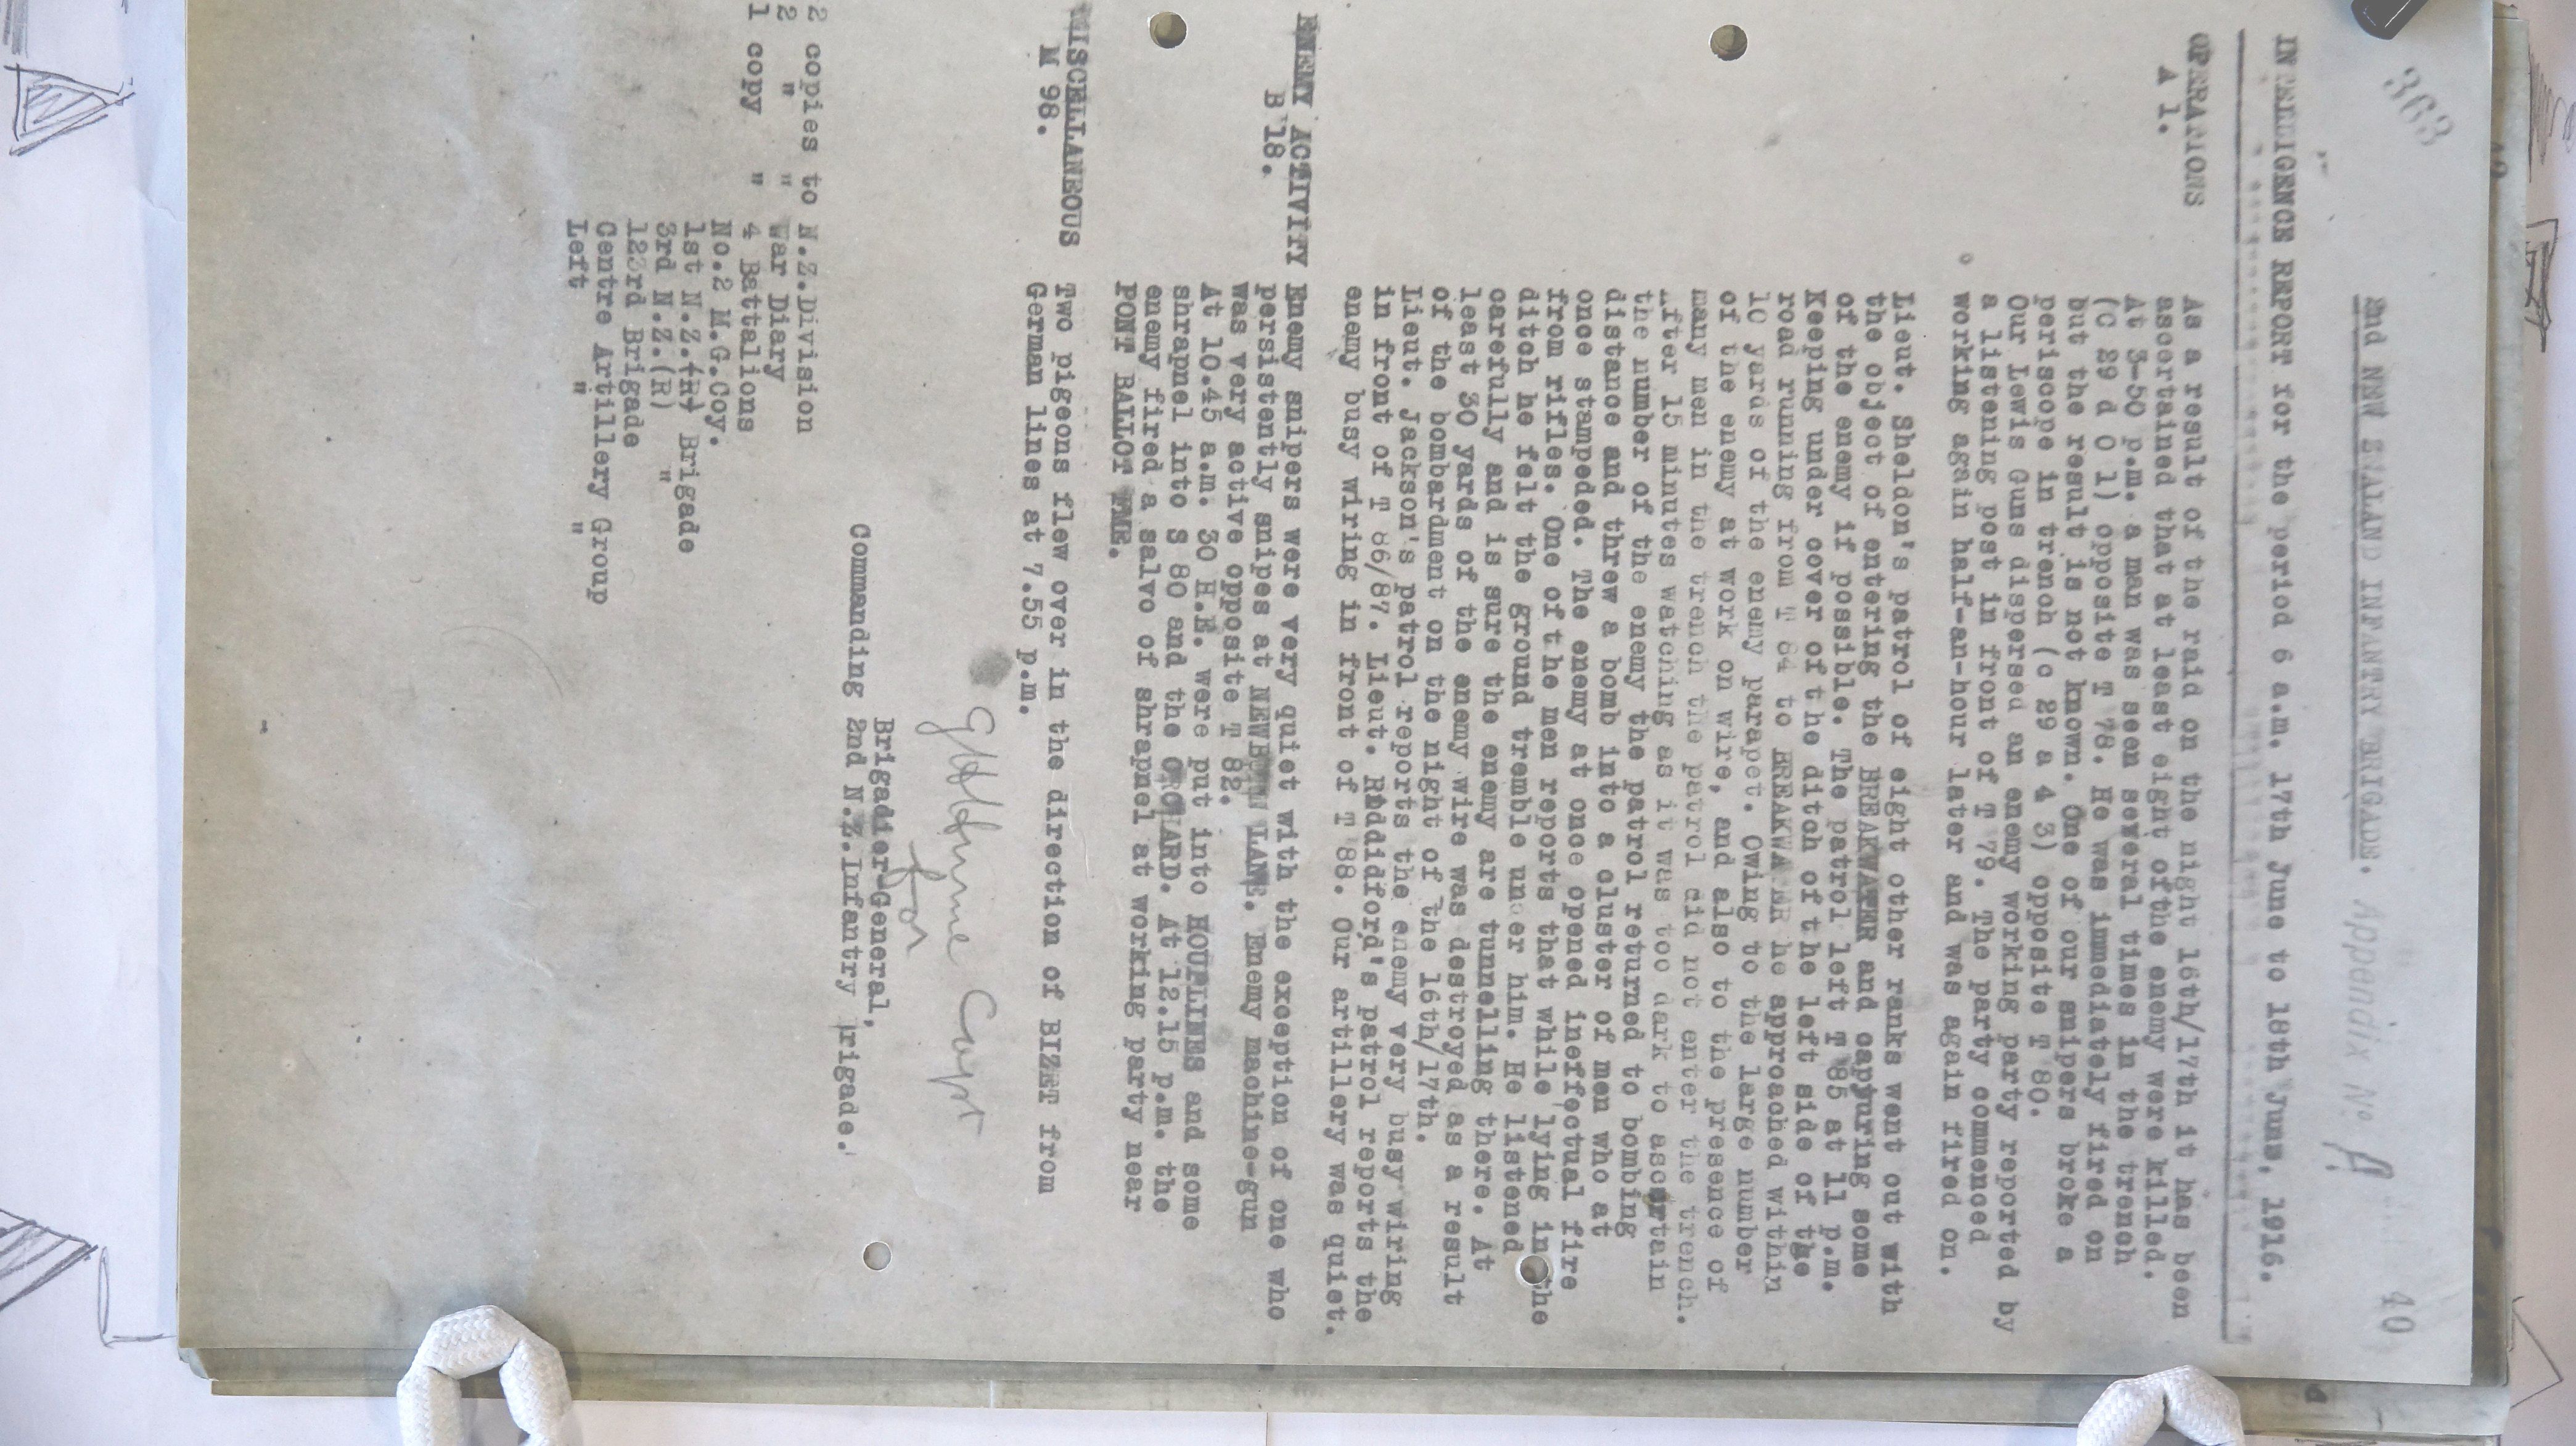 363
40
2nd NEW ZEALAND INFANTRY BRIGADE. Appendix No A
INTELLIGENCE REPORT for the period 6 a.m. 17th June to 18th June, 1916.
OPERATIONS
A 1.
As a result of the raid on the night 16th/17th it has been
ascertained that at least eight of the enemy were killed.
At 3-50 p.m. a man was seen several times in the trench
(C 29 d 0 1) opposite T 78. He was immediately fired on
but the result is not known. One of our snipers broke a
periscope in trench (c 29 a 4 3) opposite T 80.
Our Lewis Guns dispersed an enemy working party reported by
a listening post in front of T 79. The party commenced
working again half-an-hour later and was again fired on.
Lieut. Sheldon's patrol of eight other ranks went out with
the object of entering the BREAKWATER and capturing some
of the enemy if possible. The patrol left T 85 at 11 p.m.
Keeping under cover of the ditch of the left side of the
road running from T 84 to BREAKWATER he approached within
10 yards of the enemy parapet. Owing to the large number
of the enemy at work on wire, and also to the presence of
many men in the trench the patrol did not enter the trench.
After 15 minutes watching as it was too dark to ascertain
the number of the enemy the patrol returned to bombing
distance and threw a bomb into a cluster of men who at
once stampeded. The enemy at once opened ineffectual fire
from rifles. One of the men reports that while lying in the
ditch he felt the ground tremble under him. He listened
carefully and is sure the enemy are tunnelling there. At
least 30 yards of the enemy wire was destroyed as a result
of the bombardment on the night of the 16th/17th.
Lieut. Jackson's patrol reports the enemy very busy wiring
in front of T 86/87. Lieut. Riddiford's patrol reports the
enemy busy wiring in front of T 88. Our artillery was quiet.
ENEMY ACTIVITY
B 18.
Enemy snipers were very quiet with the exception of one who
persistently snipes at NEWBURN LANE. Enemy machine-gun
was very active opposite T 82.
At 10.45 a.m. 30 H.E. were put into HOUPLINES and some
shrapnel into S 80 and the ORCHARD. At 12.15 p.m. the
enemy fired a salvo of shrapnel at working party near
PONT BALLOT
MISCELLANEOUS
M 98.
Two pigeons flew over in the direction of BIZET from
German lines at 7.55 p.m.
Capt
for
Brigadier-General,
Commanding 2nd N.Z.Infantry Brigade.
2 copies to N.Z.Division
2 " " War Diary
1 copy " 4 Battalions
No.2 M.G.Coy.
1st N.Z.(R) Brigade
3rd N.Z.(R) "
123rd Brigade
Centre Artillery Group
Left " "